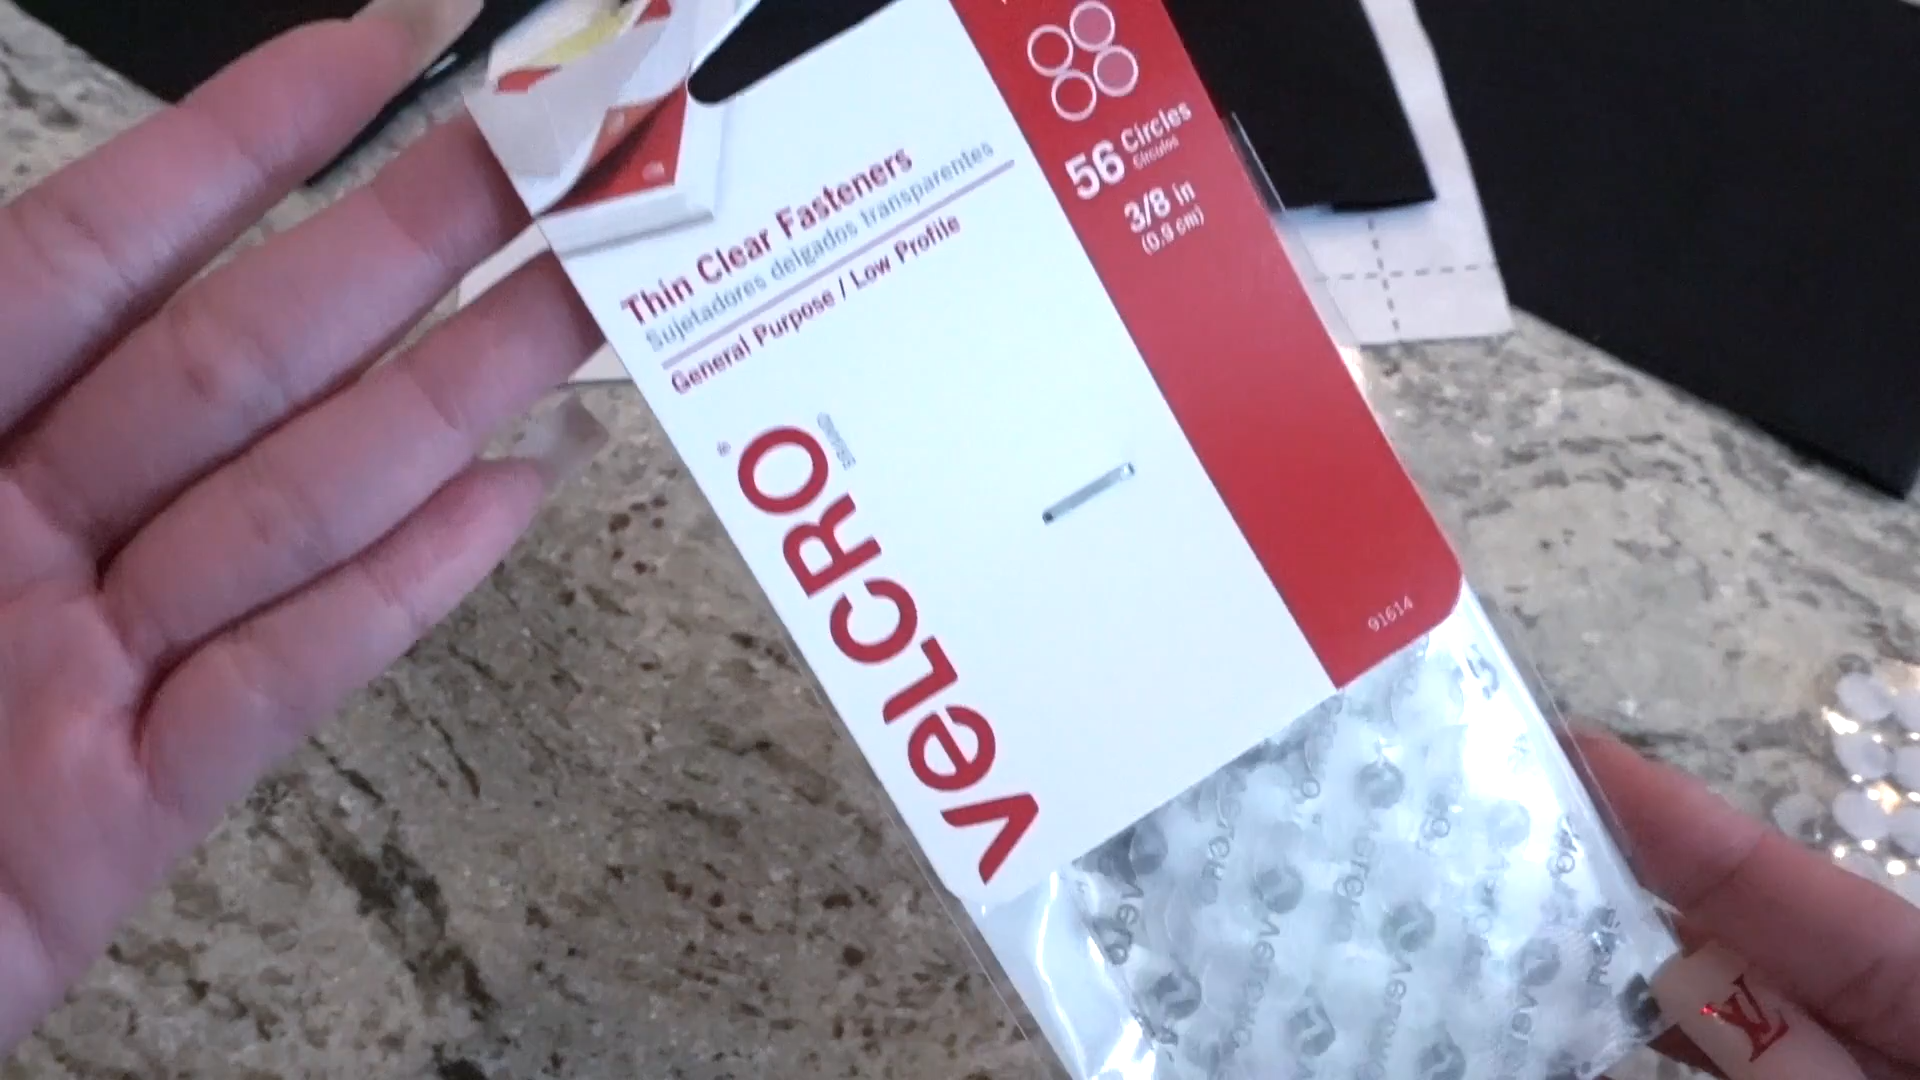 56 Circles
Círculos
3/8 in
(0.9 cm)
Thin Clear Fasteners
Sujetadores delgados transparentes
General Purpose / Low Profile
VELCRO®
BRAND
91614